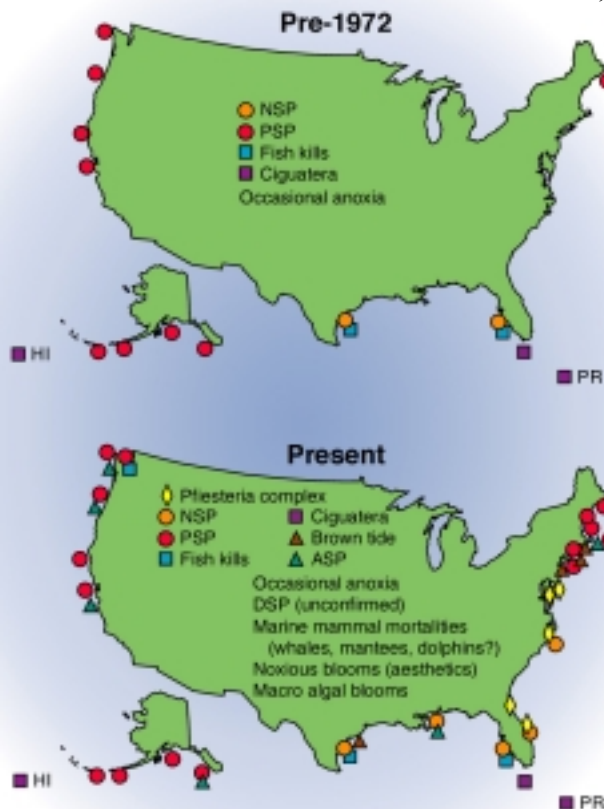 Pre-1972
NSP
PSP
Fish kills
Ciguatera
Occasional anoxia
HI
PR
Present
Pfiesteria complex
NSP
Ciguatera
PSP
Brown tide
Fish kills
ASP
Occasional anoxia
DSP (unconfirmed)
Marine mammal mortalities
(whales, mantees, dolphins?)
Noxious blooms (aesthetics)
Macro algal blooms
HI
PR